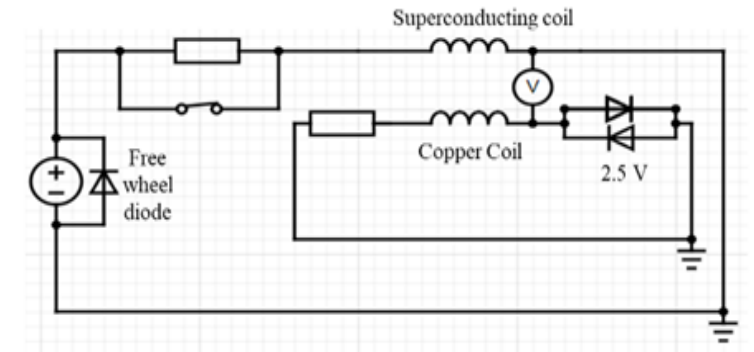 Superconducting coil
V
Copper Coil
2.5 V
+
−
Free
wheel
diode